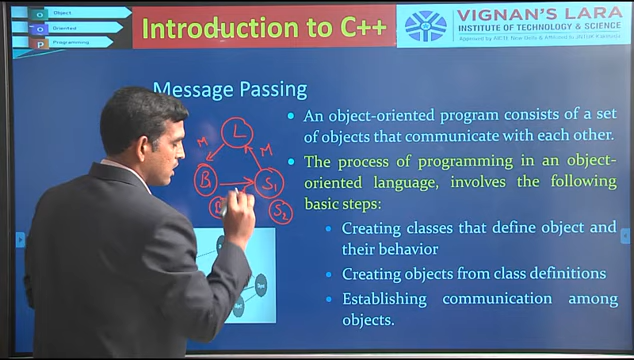 Object
Oriented
Programming
O
O
P
Introduction to C++
VIGNAN'S LARA
INSTITUTE OF TECHNOLOGY & SCIENCE
Message Passing
• An object-oriented program consists of a set
of objects that communicate with each other.
• The process of programming in an object-
oriented language, involves the following
basic steps:
• Creating classes that define object and
their behavior
• Creating objects from class definitions
• Establishing communication among
objects.
L
M
M
B1
S1
S2